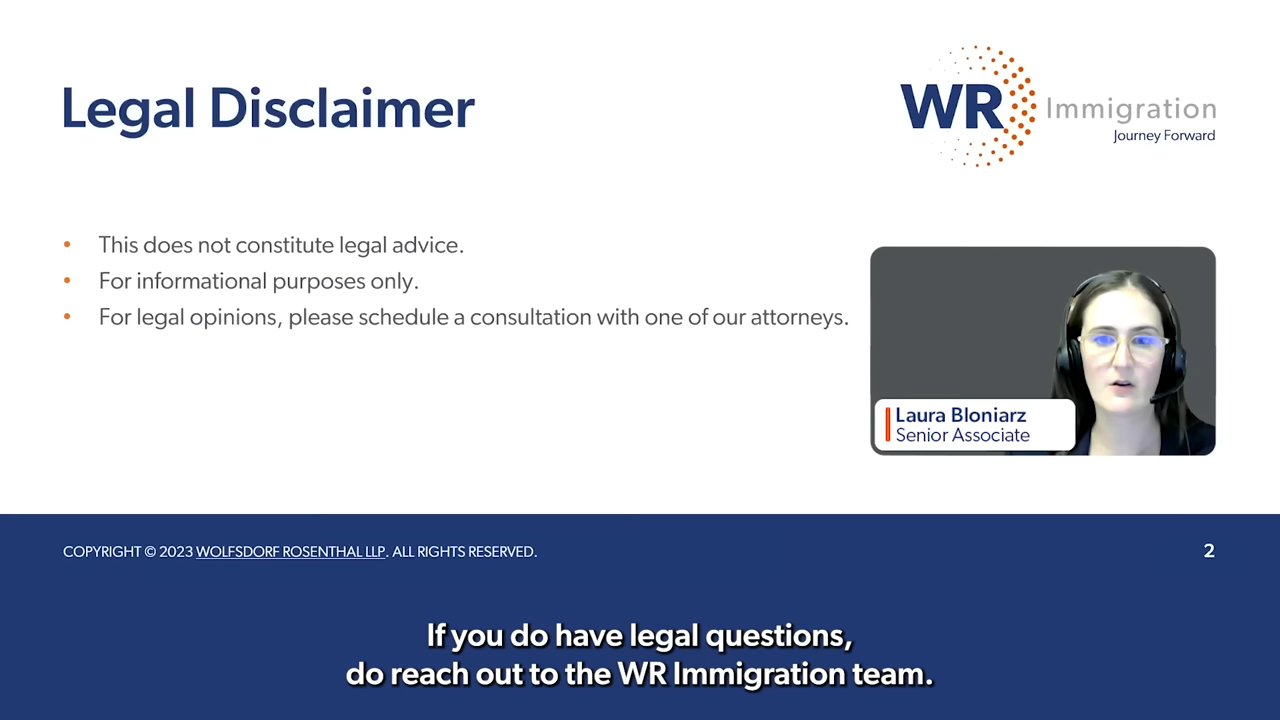 Legal Disclaimer
WR Immigration
Journey Forward
• This does not constitute legal advice.
• For informational purposes only.
• For legal opinions, please schedule a consultation with one of our attorneys.
Laura Bloniarz
Senior Associate
COPYRIGHT © 2023 WOLFSDORF ROSENTHAL LLP. ALL RIGHTS RESERVED.
2
If you do have legal questions,
do reach out to the WR Immigration team.